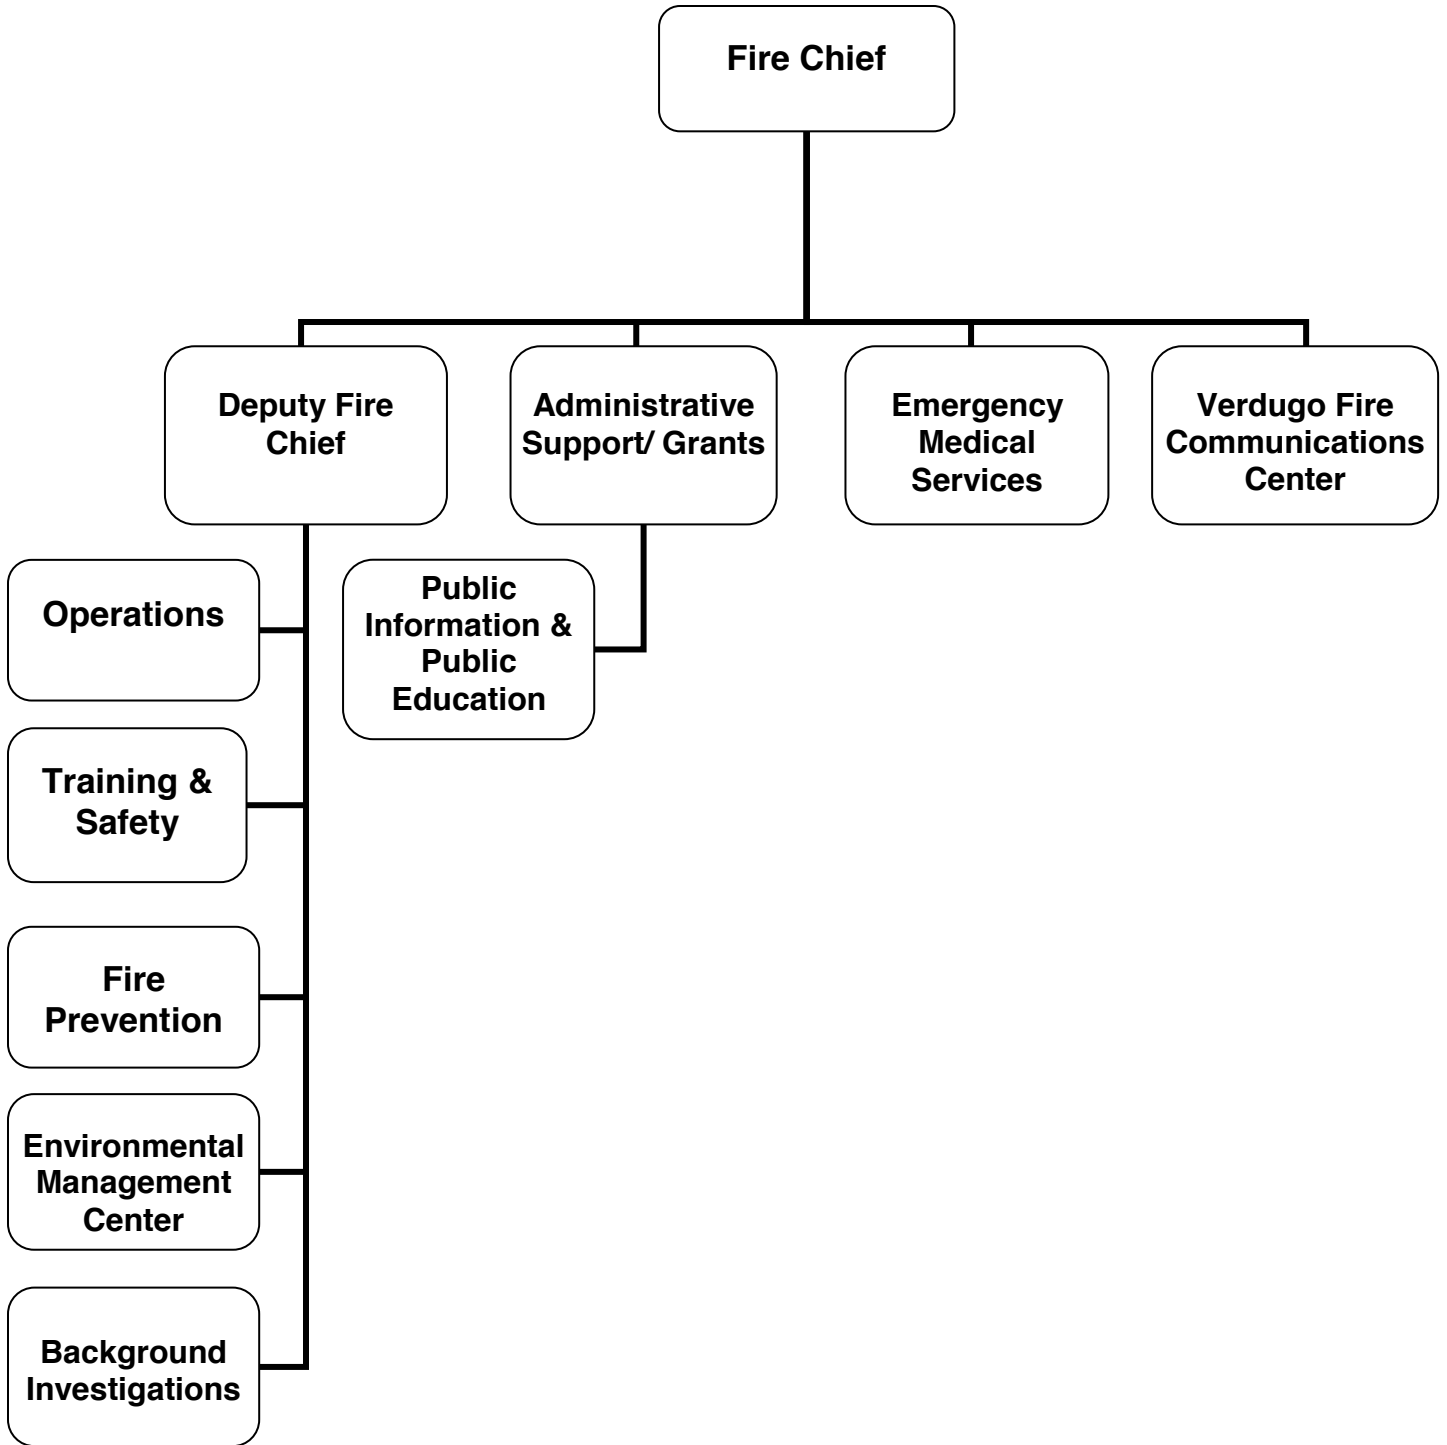 Fire Chief
Deputy Fire
Chief
Administrative
Support/ Grants
Emergency
Medical
Services
Verdugo Fire
Communications
Center
Operations
Public
Information &
Public
Education
Training &
Safety
Fire
Prevention
Environmental
Management
Center
Background
Investigations